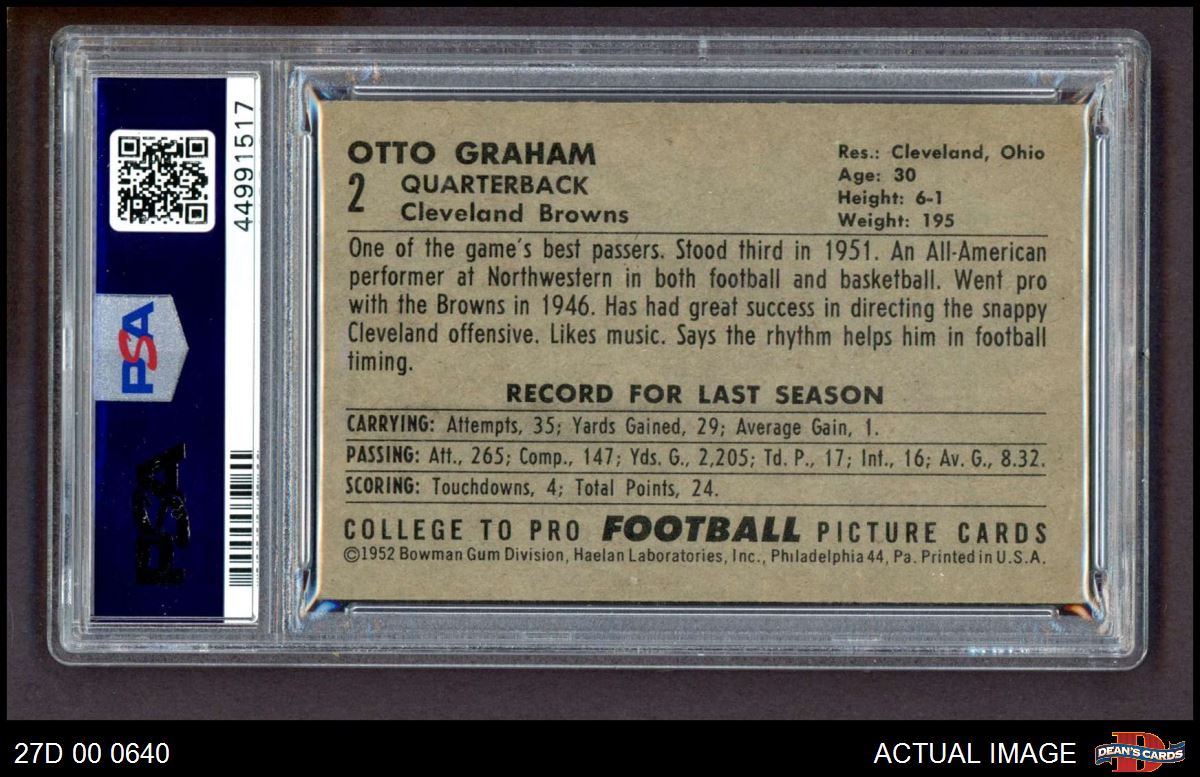 44991517
PSA
PSA
OTTO GRAHAM
2 QUARTERBACK
Cleveland Browns
Res.: Cleveland, Ohio
Age: 30
Height: 6-1
Weight: 195
One of the game's best passers. Stood third in 1951. An All-American
performer at Northwestern in both football and basketball. Went pro
with the Browns in 1946. Has had great success in directing the snappy
Cleveland offensive. Likes music. Says the rhythm helps him in football
timing.
RECORD FOR LAST SEASON
CARRYING: Attempts, 35; Yards Gained, 29; Average Gain, 1.
PASSING: Att., 265; Comp., 147; Yds. G., 2,205; Td. P., 17; Int., 16; Av. G., 8.32.
SCORING: Touchdowns, 4; Total Points, 24.
COLLEGE TO PRO FOOTBALL PICTURE CARDS
©1952 Bowman Gum Division, Haelan Laboratories, Inc., Philadelphia 44, Pa. Printed in U.S.A.
27D 00 0640
ACTUAL IMAGE
DEAN'S CARDS